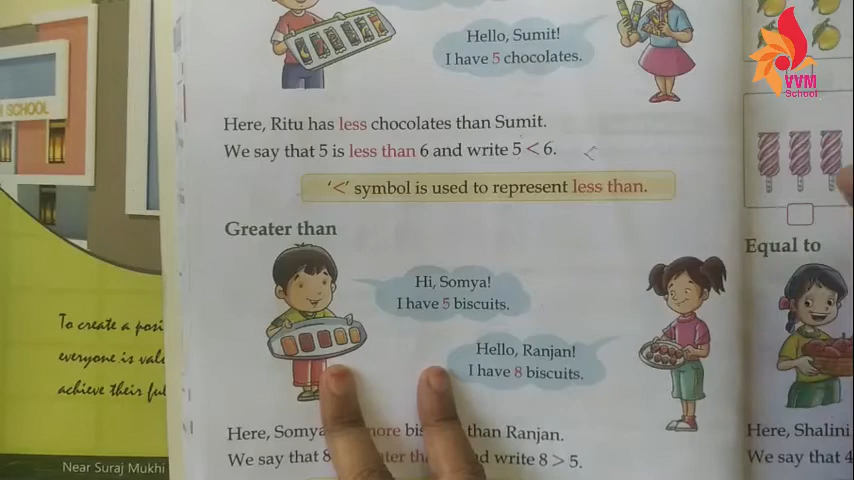 M SCHOOL
To create a posi
everyone is valu
achieve their ful
Near Suraj Mukhi
Hello, Sumit!
I have 5 chocolates.
Here, Ritu has less chocolates than Sumit.
We say that 5 is less than 6 and write 5 < 6.
<
'<' symbol is used to represent less than.
Greater than
Hi, Somya!
I have 5 biscuits.
Hello, Ranjan!
I have 8 biscuits.
Here, Somya more bis than Ranjan.
We say that 8 ater tha nd write 8 > 5.
VVM
School
Equal to
Here, Shalini
We say that 4